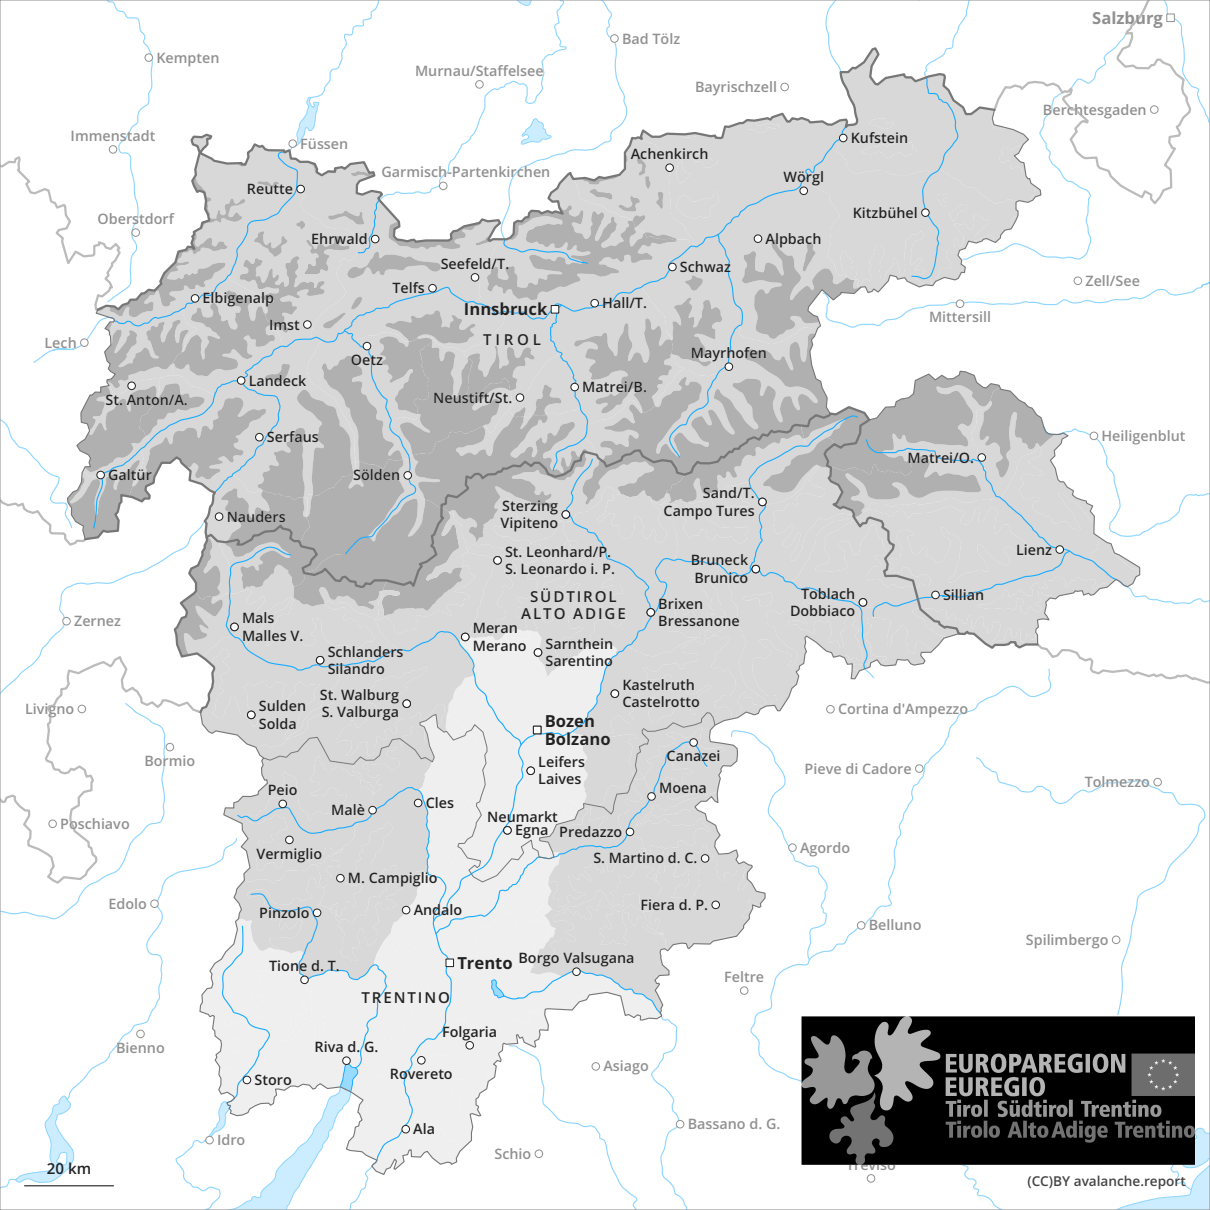 Salzburg
Bad Tölz
Kempten
Murnau/Staffelsee
Bayrischzell
Berchtesgaden
Immenstadt
Füssen
Kufstein
Achenkirch
Garmisch-Partenkirchen
Wörgl
Reutte
Oberstdorf
Kitzbühel
Ehrwald
Alpbach
Seefeld/T.
Schwaz
Zell/See
Telfs
Elbigenalp
Innsbruck
Hall/T.
Mittersill
Imst
Lech
TIROL
Oetz
Mayrhofen
Landeck
Matrei/B.
St. Anton/A.
Neustift/St.
Serfaus
Heiligenblut
Matrei/O.
Galtür
Sölden
Sand/T.
Campo Tures
Sterzing
Vipiteno
Nauders
St. Leonhard/P.
S. Leonardo i. P.
Lienz
Bruneck
Brunico
SÜDTIROL
ALTO ADIGE
Toblach
Dobbiaco
Sillian
Brixen
Bressanone
Zernez
Mals
Malles V.
Meran
Merano
Sarnthein
Sarentino
Schlanders
Silandro
Kastelruth
Castelrotto
St. Walburg
S. Valburga
Sulden
Solda
Livigno
Cortina d'Ampezzo
Bozen
Bolzano
Bormio
Canazei
Leifers
Laives
Pieve di Cadore
Tolmezzo
Peio
Moena
Malè
Cles
Neumarkt
Egna
Predazzo
Poschiavo
Vermiglio
Agordo
S. Martino d. C.
M. Campiglio
Edolo
Pinzolo
Andalo
Fiera d. P.
Belluno
Spilimbergo
Borgo Valsugana
Trento
Tione d. T.
Feltre
TRENTINO
Folgaria
Bienno
Riva d. G.
Asiago
Rovereto
Storo
EUROPAREGION
EUREGIO
Tirol Südtirol Trentino
Tirolo Alto Adige Trentino
Ala
Bassano d. G.
Idro
Schio
Treviso
20 km
(CC)BY avalanche.report